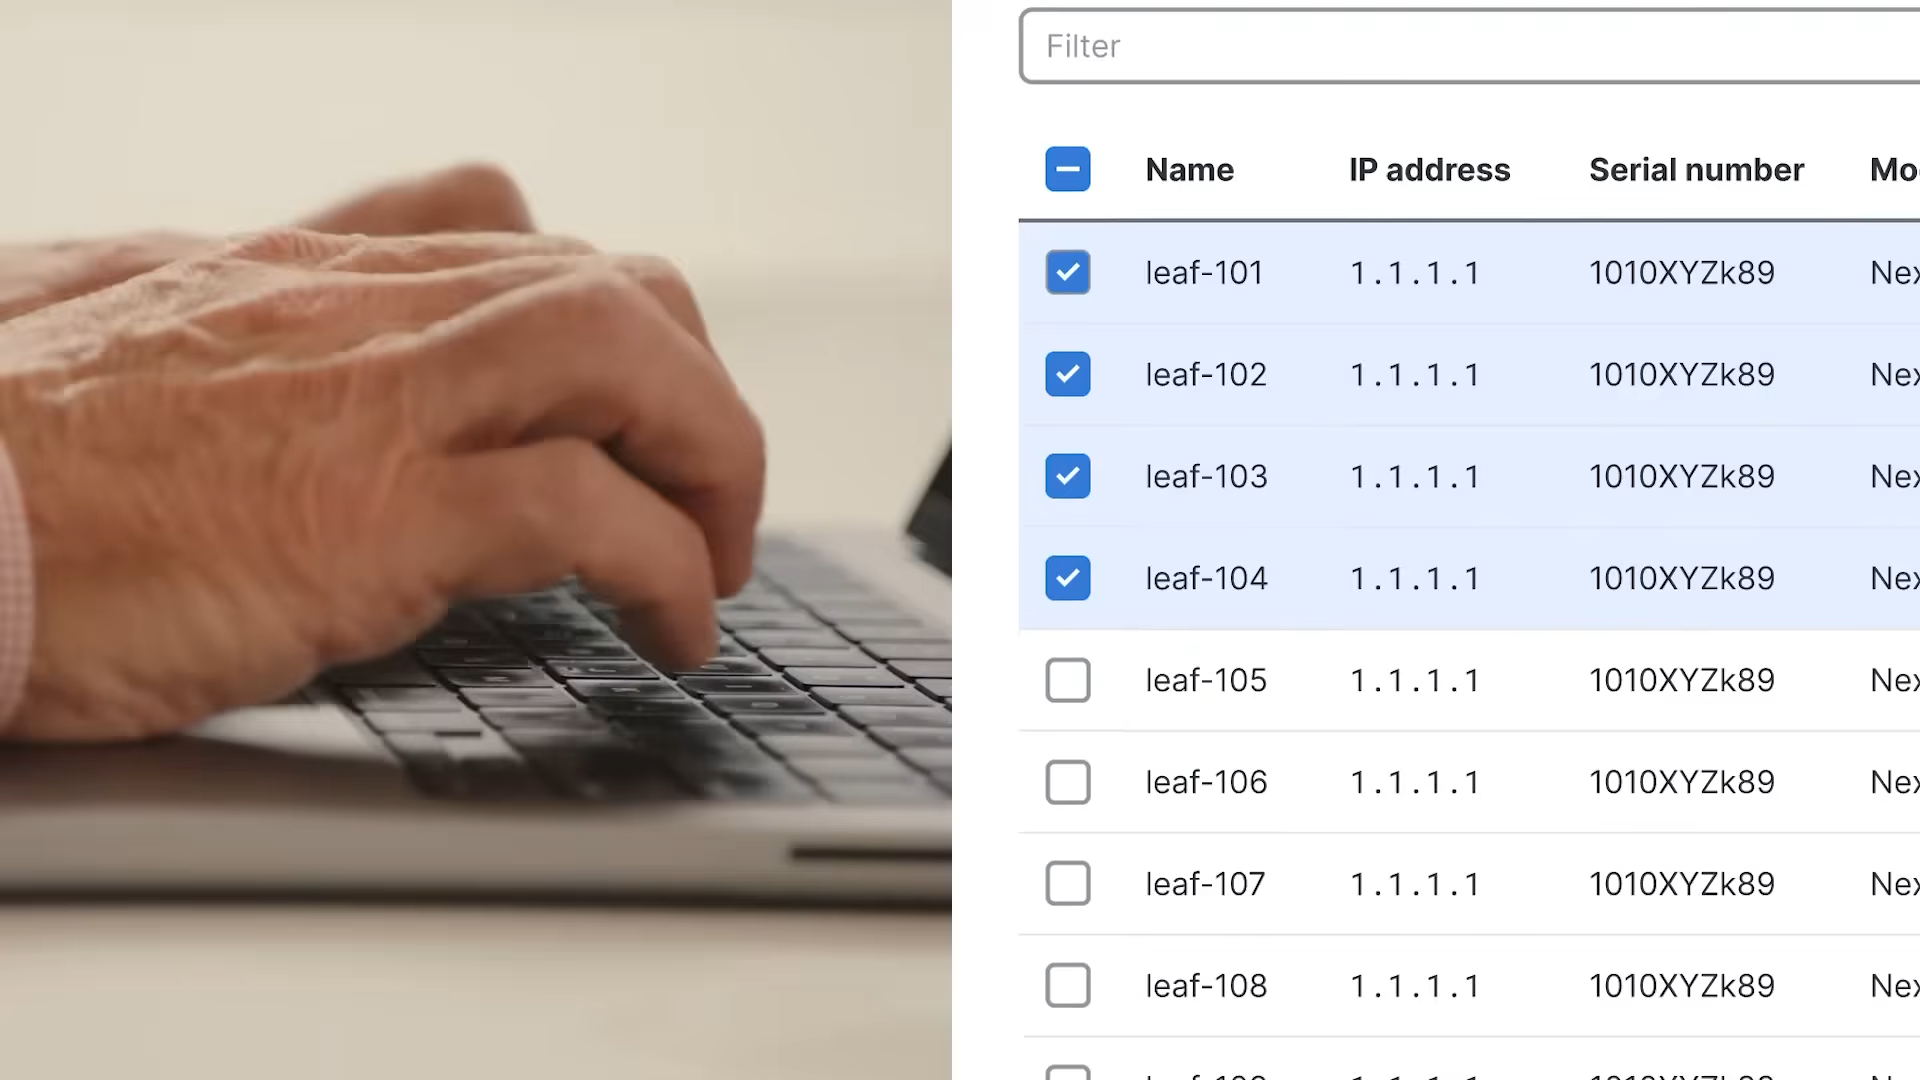 Filter
Name IP address Serial number
leaf-101 1.1.1.1 1010XYZk89
leaf-102 1.1.1.1 1010XYZk89
leaf-103 1.1.1.1 1010XYZk89
leaf-104 1.1.1.1 1010XYZk89
leaf-105 1.1.1.1 1010XYZk89
leaf-106 1.1.1.1 1010XYZk89
leaf-107 1.1.1.1 1010XYZk89
leaf-108 1.1.1.1 1010XYZk89